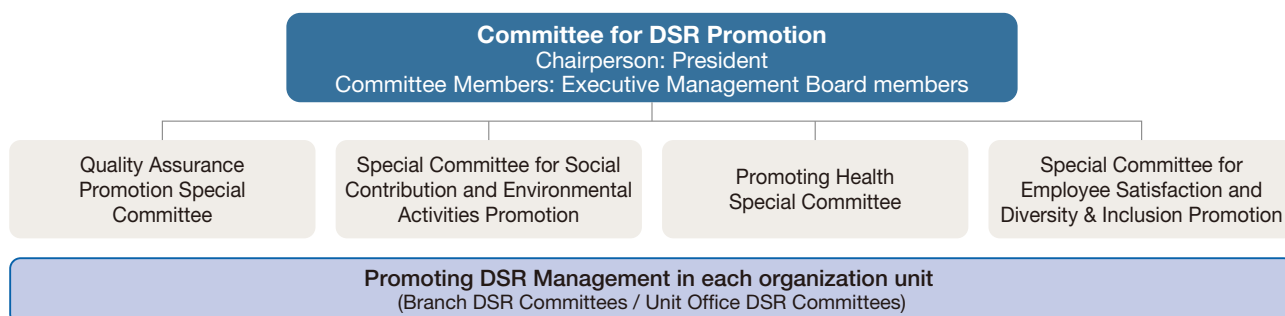 Committee for DSR Promotion
Chairperson: President
Committee Members: Executive Management Board members
Quality Assurance
Promotion Special
Committee
Special Committee for Social
Contribution and Environmental
Activities Promotion
Promoting Health
Special Committee
Special Committee for
Employee Satisfaction and
Diversity & Inclusion Promotion
Promoting DSR Management in each organization unit
(Branch DSR Committees / Unit Office DSR Committees)